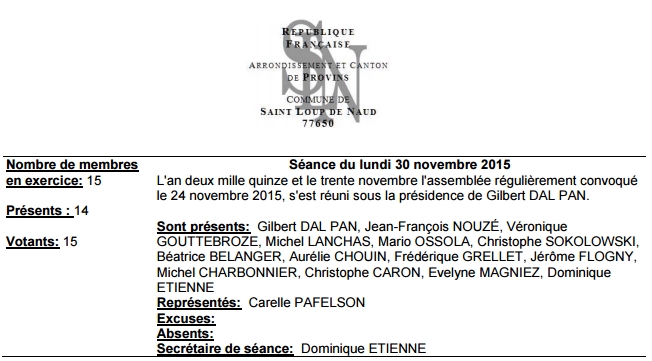 REPUBLIQUE
FRANÇAISE
ARRONDISSEMENT ET CANTON
DE PROVINS
COMMUNE DE
SAINT LOUP DE NAUD
77650
SLN
Nombre de membres
en exercice: 15
Présents : 14
Votants: 15
Séance du lundi 30 novembre 2015
L'an deux mille quinze et le trente novembre l'assemblée régulièrement convoqué
le 24 novembre 2015, s'est réuni sous la présidence de Gilbert DAL PAN.
Sont présents: Gilbert DAL PAN, Jean-François NOUZÉ, Véronique
GOUTTEBROZE, Michel LANCHAS, Mario OSSOLA, Christophe SOKOLOWSKI,
Béatrice BELANGER, Aurélie CHOUIN, Frédérique GRELLET, Jérôme FLOGNY,
Michel CHARBONNIER, Christophe CARON, Evelyne MAGNIEZ, Dominique
ETIENNE
Représentés: Carelle PAFELSON
Excuses:
Absents:
Secrétaire de séance: Dominique ETIENNE